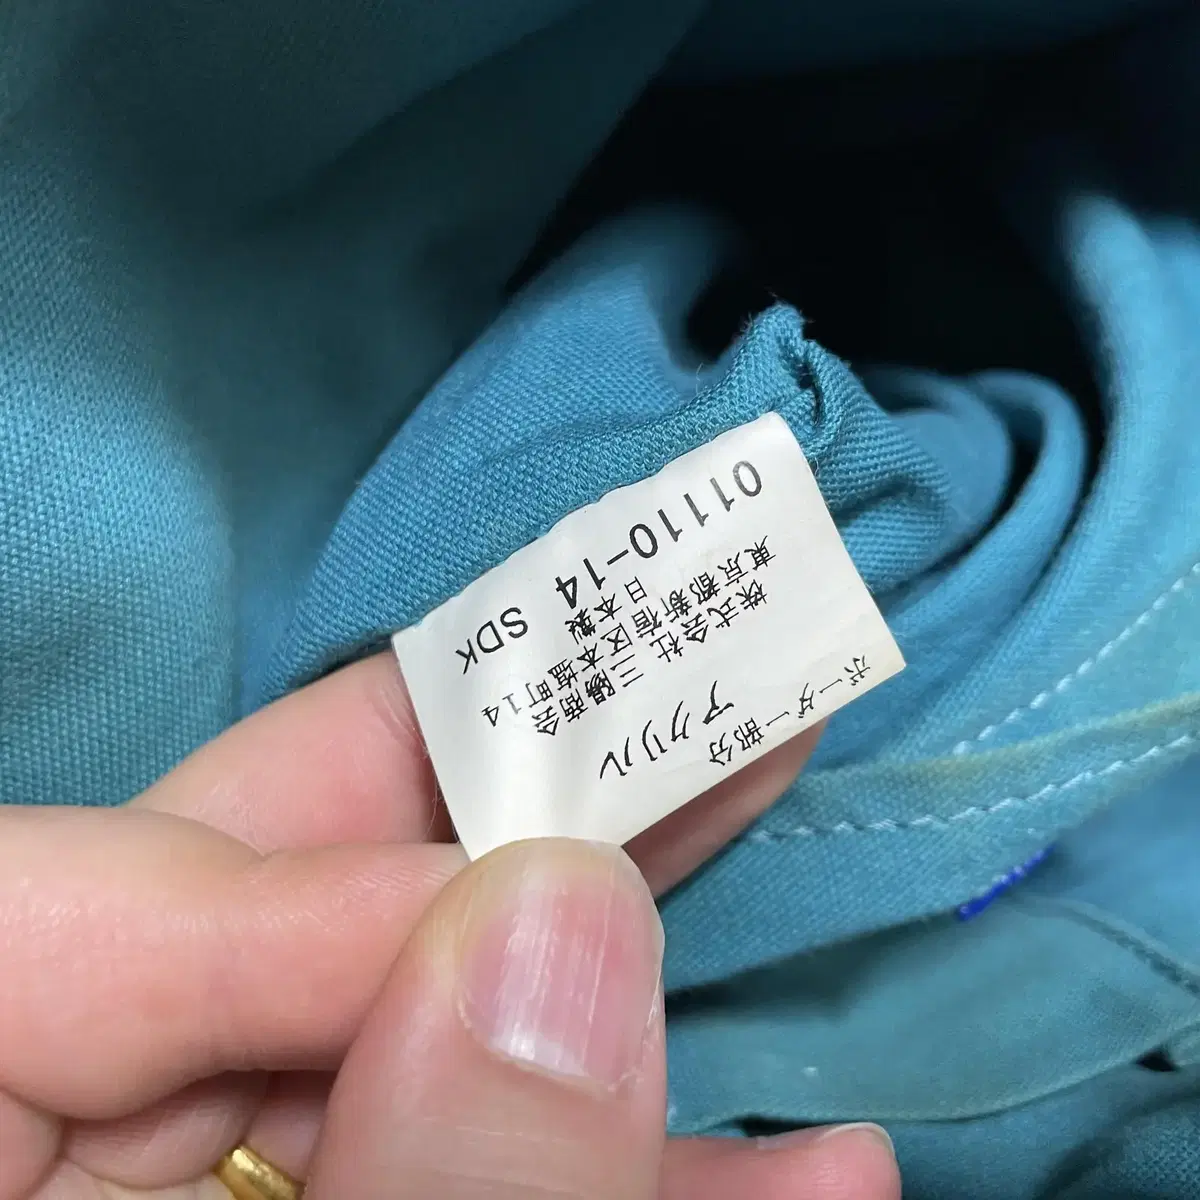 ボーダー部分
アクリル
株式会社 三陽商会
東京都新宿区本塩町14
日本製
01110-14 SDK